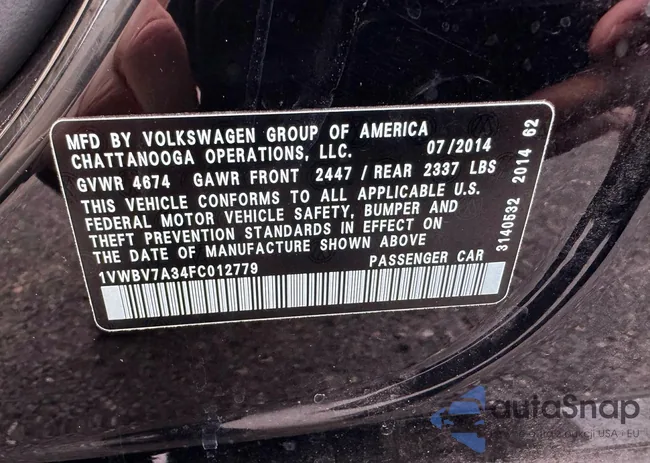 MFD BY VOLKSWAGEN GROUP OF AMERICA
CHATTANOOGA OPERATIONS, LLC. 07/2014
GVWR 4674 GAWR FRONT 2447 / REAR 2337 LBS
THIS VEHICLE CONFORMS TO ALL APPLICABLE U.S.
FEDERAL MOTOR VEHICLE SAFETY, BUMPER AND
THEFT PREVENTION STANDARDS IN EFFECT ON
THE DATE OF MANUFACTURE SHOWN ABOVE
1VWBV7A34FC012779 PASSENGER CAR
3140532 2014 62
autoSnap
USA - EU